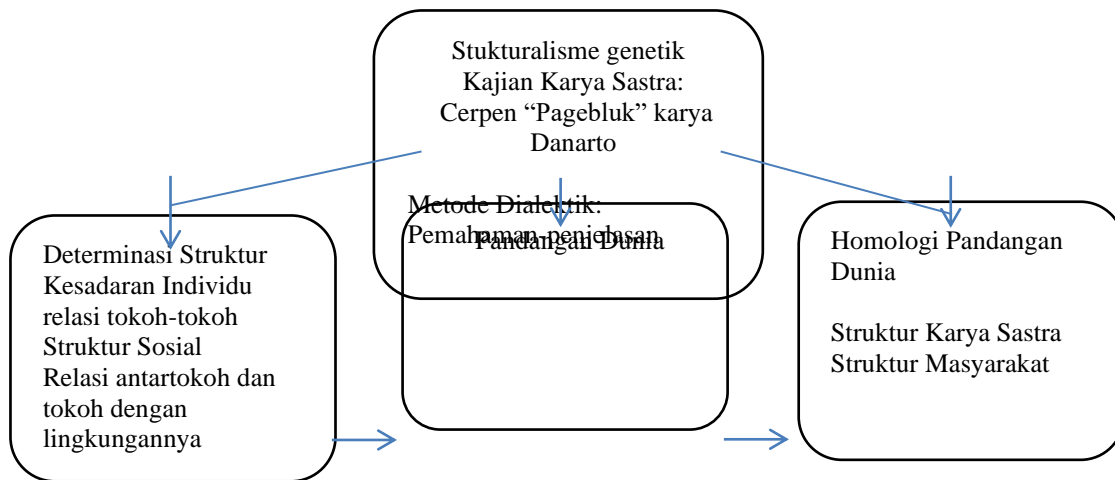 Stukturalisme genetik
Kajian Karya Sastra:
Cerpen “Pagebluk” karya
Danarto
Metode Dialektik:
Pemahaman-penjelasan
Determinasi Struktur
Kesadaran Individu
relasi tokoh-tokoh
Struktur Sosial
Relasi antartokoh dan
tokoh dengan
lingkungannya
Pandangan Dunia
Homologi Pandangan
Dunia
Struktur Karya Sastra
Struktur Masyarakat